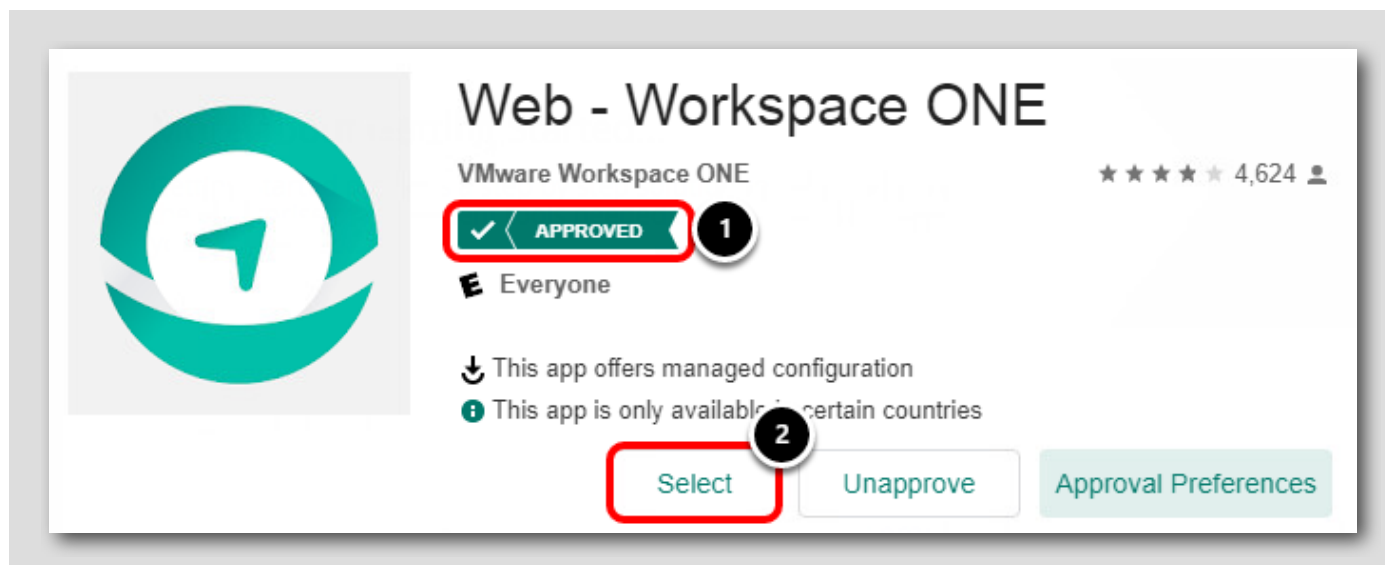 Web - Workspace ONE
VMware Workspace ONE
4,624
APPROVED
1
E Everyone
This app offers managed configuration
This app is only available in certain countries
2
Select
Unapprove
Approval Preferences